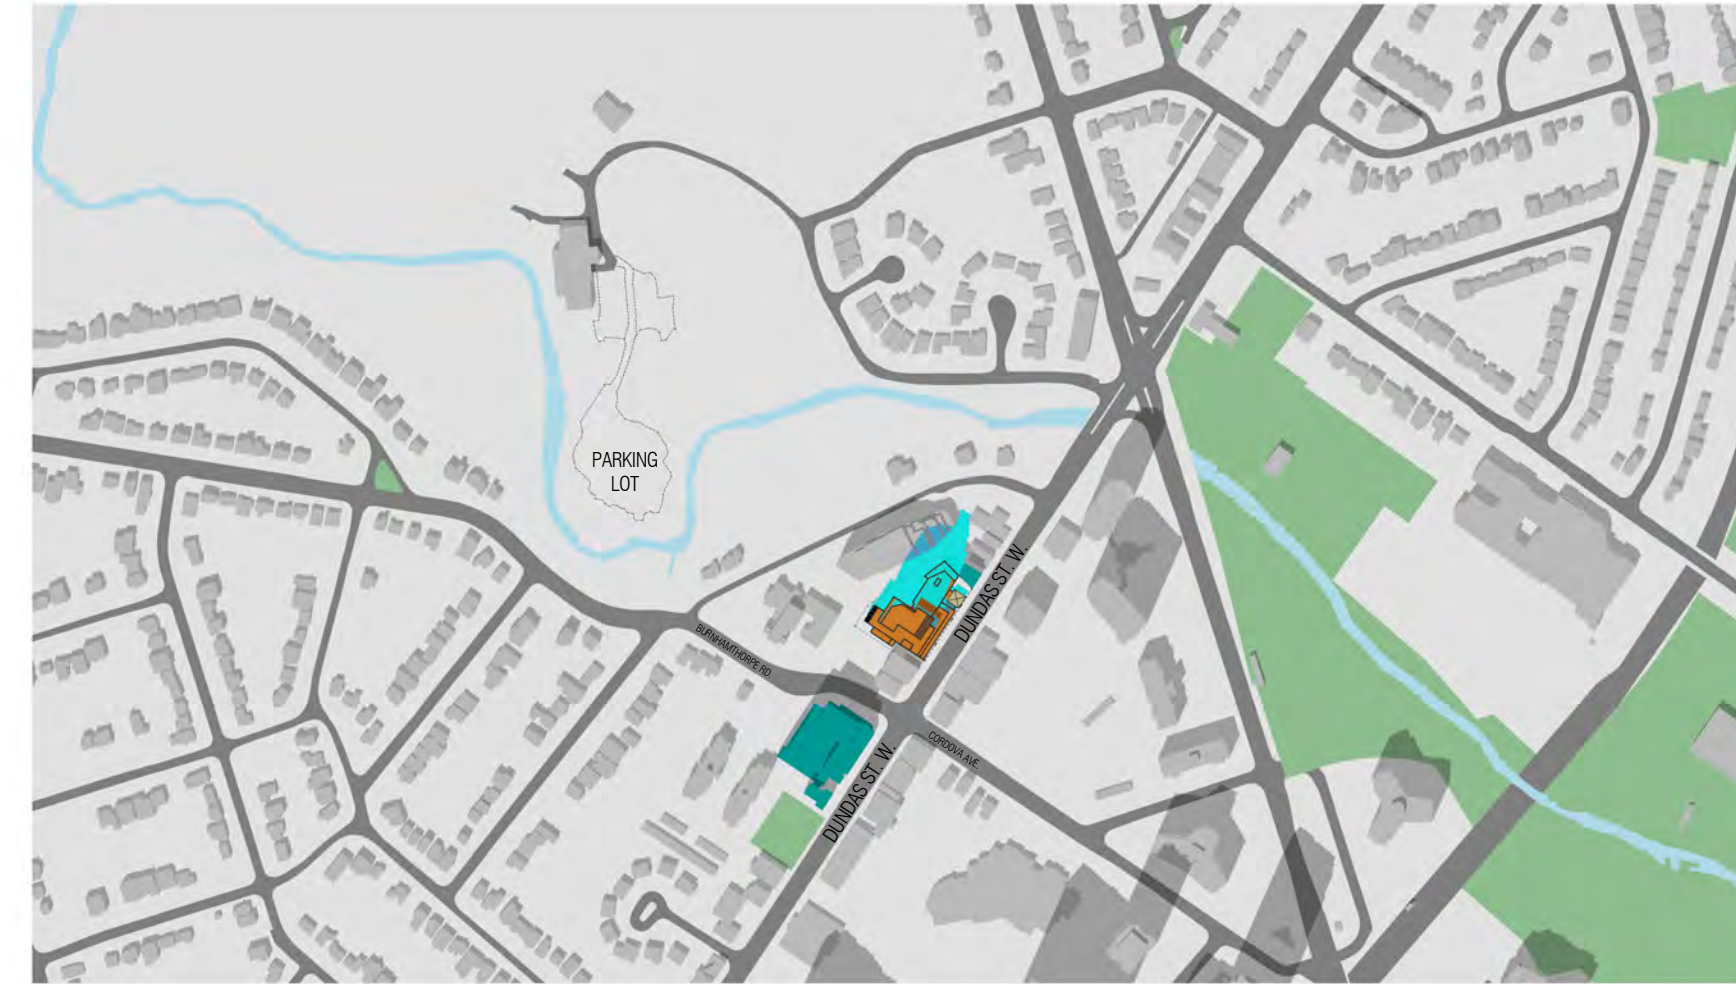 PARKING
LOT
DUNDAS ST. W.
BURNHAMTHORPE RD.
CORDOVA AVE.
DUNDAS ST. W.